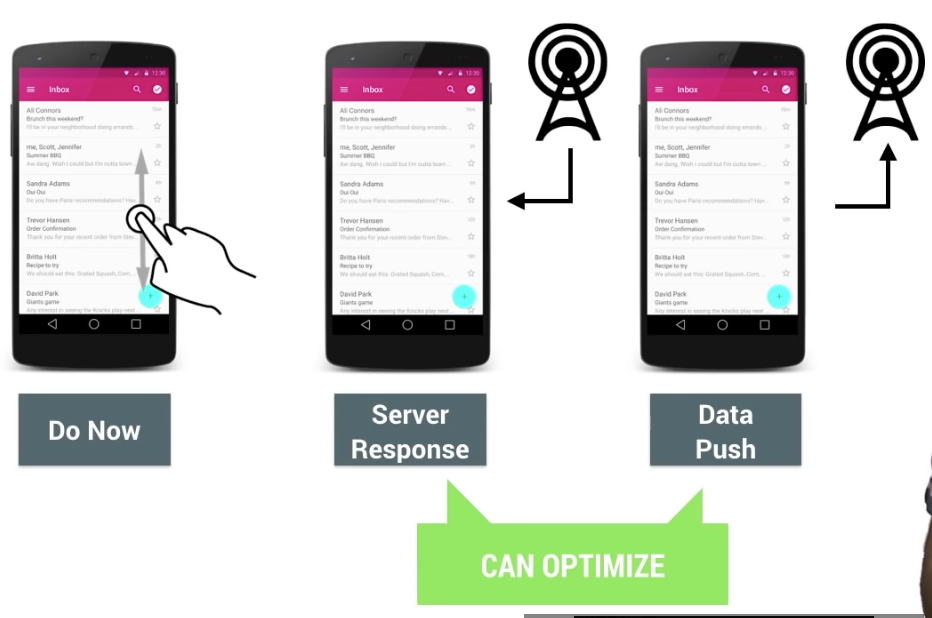 12:30
Inbox
Ali Connors
Brunch this weekend?
I'll be in your neighborhood doing errands...
me, Scott, Jennifer
Summer BBQ
Aw dang. Wish I could but I'm outta town
Sandra Adams
Oui Oui
Do you have Paris recommendations? Hav...
Trevor Hansen
Order Confirmation
Thank you for your recent order from
Britta Holt
Recipe to try
We should eat this: Grated Squash, Corn, ...
David Park
Giants game
Any interest in seeing the Knicks play next
12:30
Inbox
Ali Connors
Brunch this weekend?
I'll be in your neighborhood doing errands...
me, Scott, Jennifer
Summer BBQ
Aw dang. Wish I could but I'm outta town
Sandra Adams
Oui Oui
Do you have Paris recommendations? Hav...
Trevor Hansen
Order Confirmation
Thank you for your recent order from
Britta Holt
Recipe to try
We should eat this: Grated Squash, Corn, ...
David Park
Giants game
Any interest in seeing the Knicks play next
12:30
Inbox
Ali Connors
Brunch this weekend?
I'll be in your neighborhood doing errands...
me, Scott, Jennifer
Summer BBQ
Aw dang. Wish I could but I'm outta town
Sandra Adams
Oui Oui
Do you have Paris recommendations? Hav...
Trevor Hansen
Order Confirmation
Thank you for your recent order from
Britta Holt
Recipe to try
We should eat this: Grated Squash, Corn, ...
David Park
Giants game
Any interest in seeing the Knicks play next
Do Now
Server
Response
Data
Push
CAN OPTIMIZE